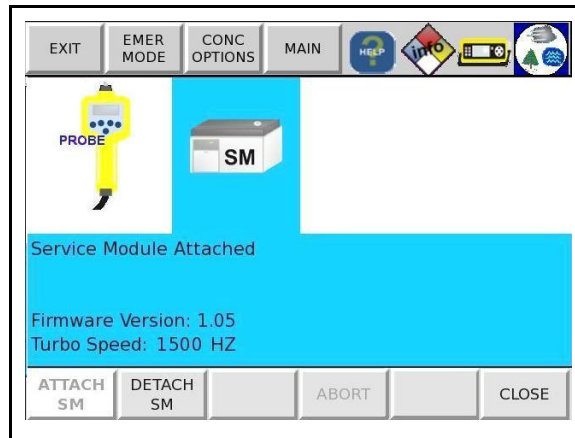 EXIT
EMER
MODE
CONC
OPTIONS
MAIN
HELP
info
PROBE
SM
Service Module Attached
Firmware Version: 1.05
Turbo Speed: 1500 HZ
ATTACH
SM
DETACH
SM
ABORT
CLOSE